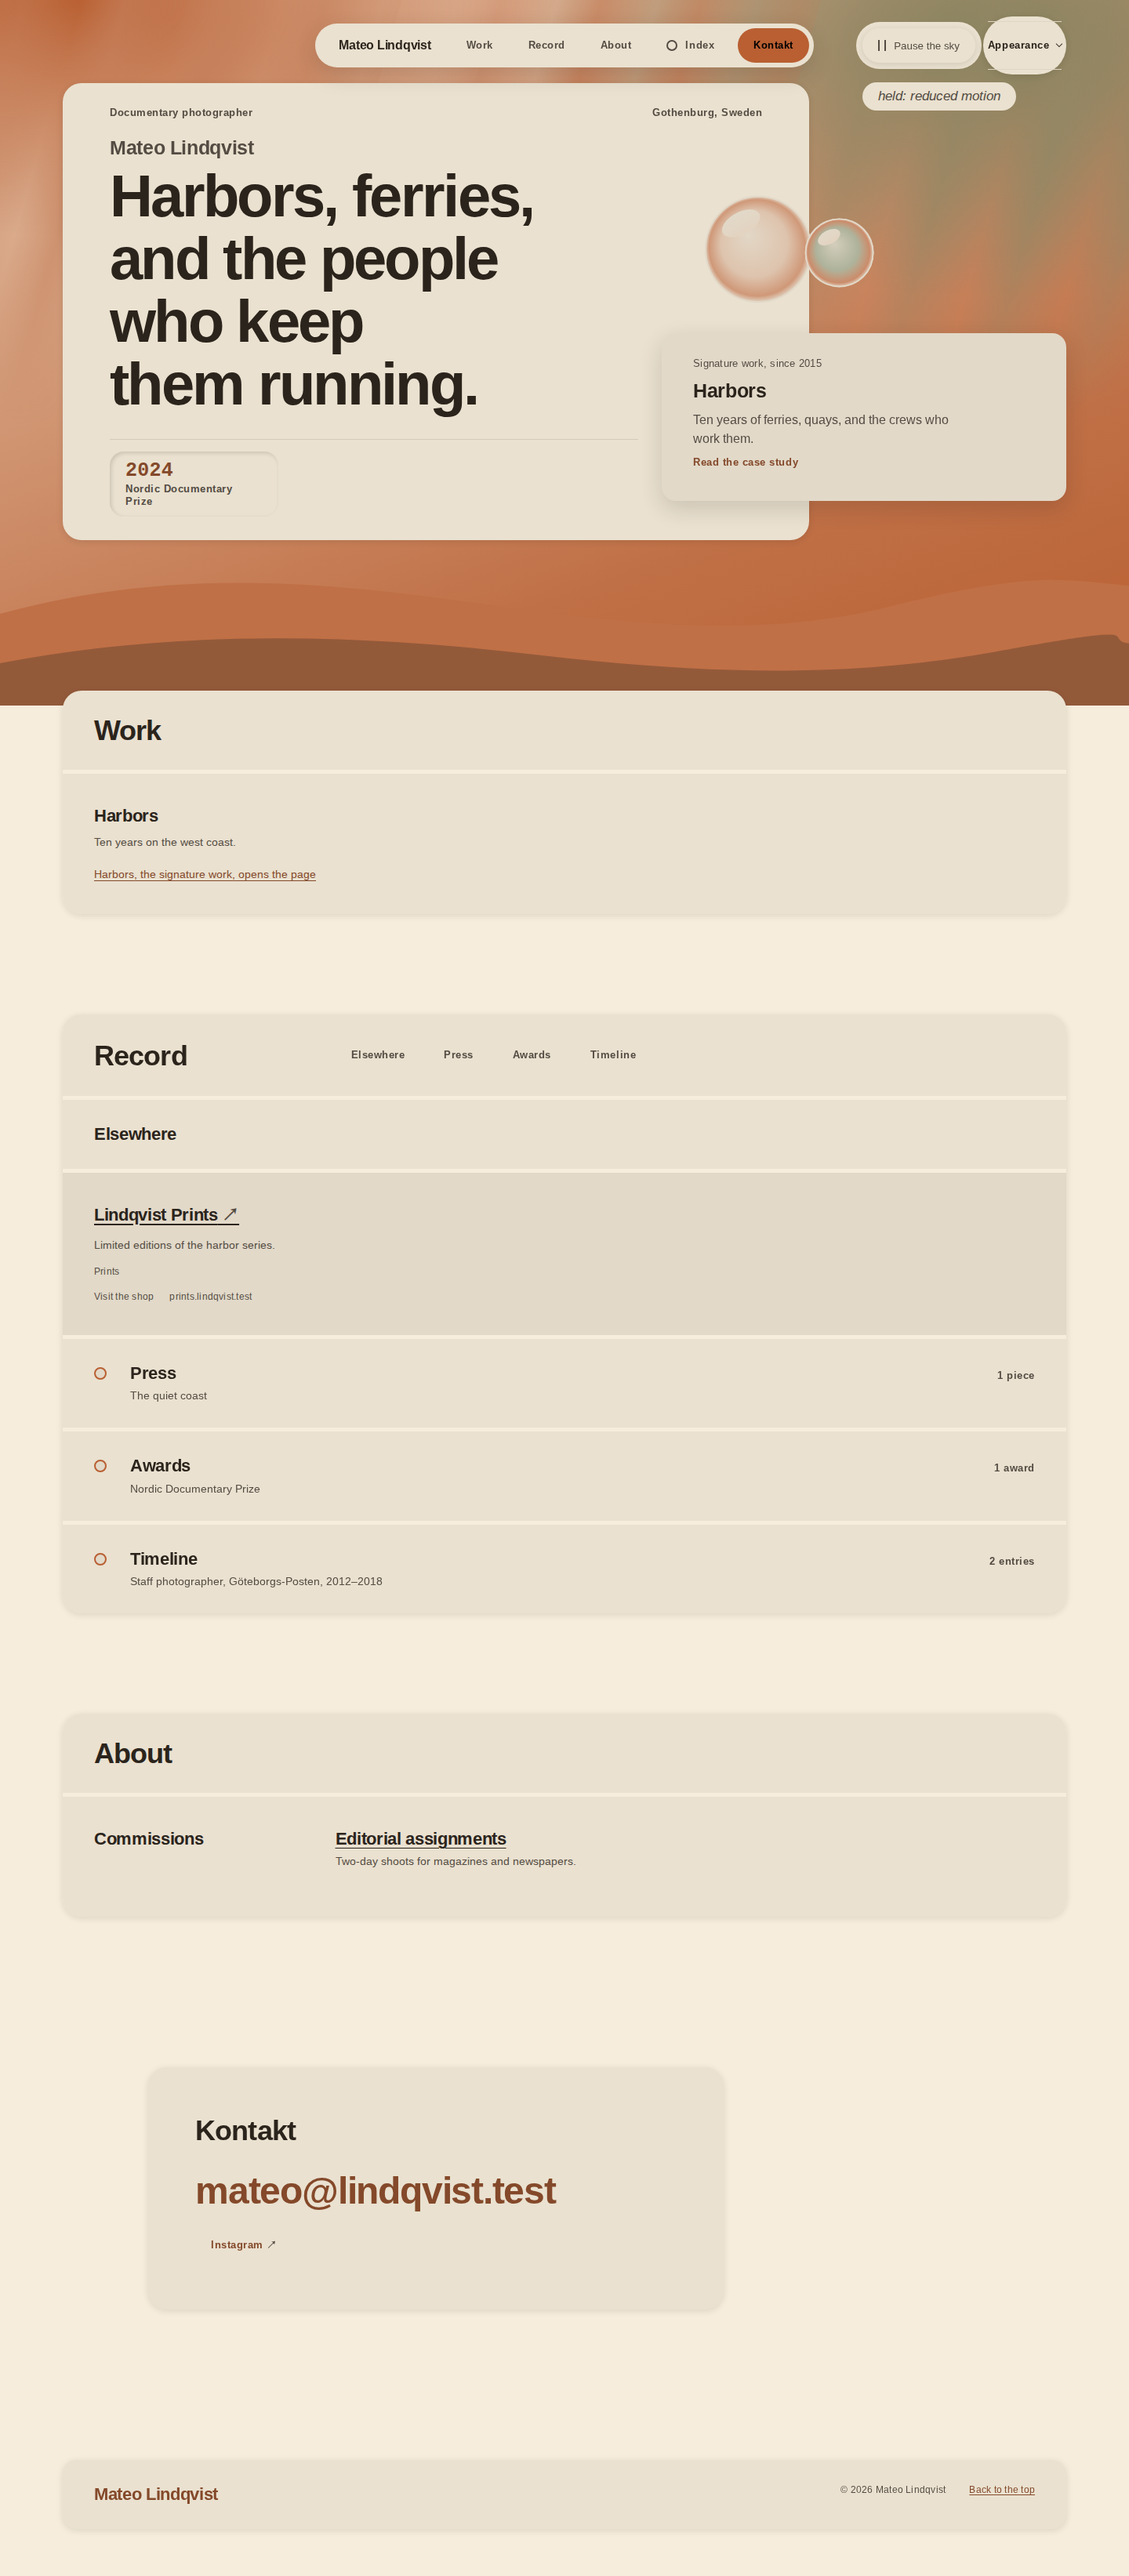 Mateo Lindqvist Work Record About Index Kontakt Pause the sky Appearance
held: reduced motion
Documentary photographer Gothenburg, Sweden
Mateo Lindqvist
Harbors, ferries,
and the people
who keep
them running.
Signature work, since 2015
Harbors
Ten years of ferries, quays, and the crews who
work them.
Read the case study
2024
Nordic Documentary
Prize
Work
Harbors
Ten years on the west coast.
Harbors, the signature work, opens the page
Record Elsewhere Press Awards Timeline
Elsewhere
Lindqvist Prints ↗
Limited editions of the harbor series.
Prints
Visit the shop prints.lindqvist.test
Press 1 piece
The quiet coast
Awards 1 award
Nordic Documentary Prize
Timeline 2 entries
Staff photographer, Göteborgs-Posten, 2012–2018
About
Commissions Editorial assignments
Two-day shoots for magazines and newspapers.
Kontakt
mateo@lindqvist.test
Instagram ↗
Mateo Lindqvist © 2026 Mateo Lindqvist Back to the top